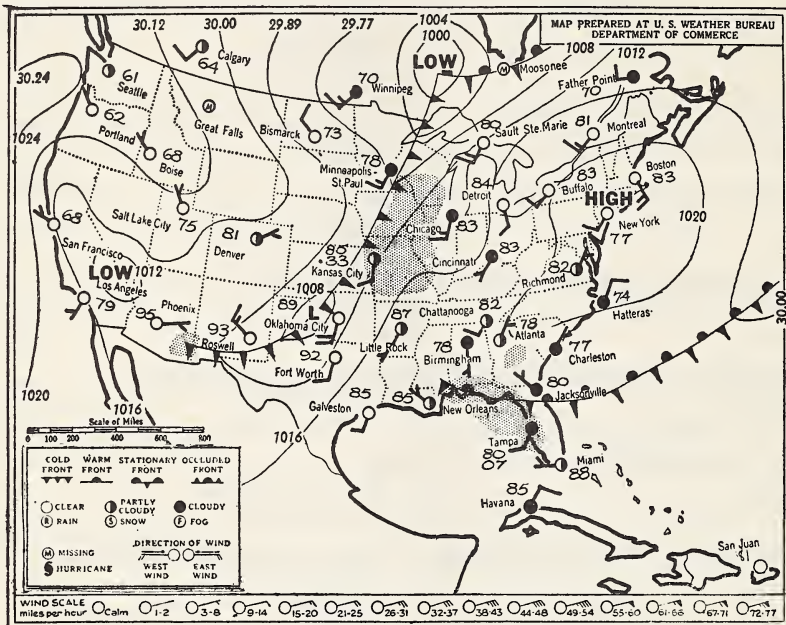 MAP PREPARED AT U. S. WEATHER BUREAU
DEPARTMENT OF COMMERCE
30.12 30.00 29.89 29.77 1004
1000
1008
1012
30.24
1024
LOW
HIGH
1020
LOW 1012
1008
L
30.00
1020
1016
1016
64 Calgary
61 Seattle
62 Portland
68 Boise
M Great Falls
Bismarck 73
70 Winnipeg
M Moosonee
Father Point
70
80 Sault Ste. Marie
81 Montreal
78
Minneapolis-
St. Paul
84
Detroit
83
Buffalo
Boston
83
Chicago 83
New York
77
68
San Francisco
Salt Lake City 75
81
Denver
85
.33
Kansas City
Cincinnati 83
Richmond 82
74
Hatteras
Los Angeles
79
Phoenix
95
93
Roswell
89
Oklahoma City
92
Fort Worth
87
Little Rock
Chattanooga 82
78
Birmingham
78
Atlanta
77
Charleston
80
Jacksonville
85
Galveston
85
New Orleans
Tampa
80
07
Miami
88
85
Havana
San Juan
81
Scale of Miles
0 100 200 400 600 800
COLD FRONT WARM FRONT STATIONARY FRONT OCCLUDED FRONT
CLEAR PARTLY CLOUDY CLOUDY
R RAIN S SNOW F FOG
M MISSING DIRECTION OF WIND
HURRICANE WEST WIND EAST WIND
WIND SCALE
miles per hour Calm 1-2 3-8 9-14 15-20 21-25 26-31 32-37 38-43 44-48 49-54 55-60 61-66 67-71 72-77